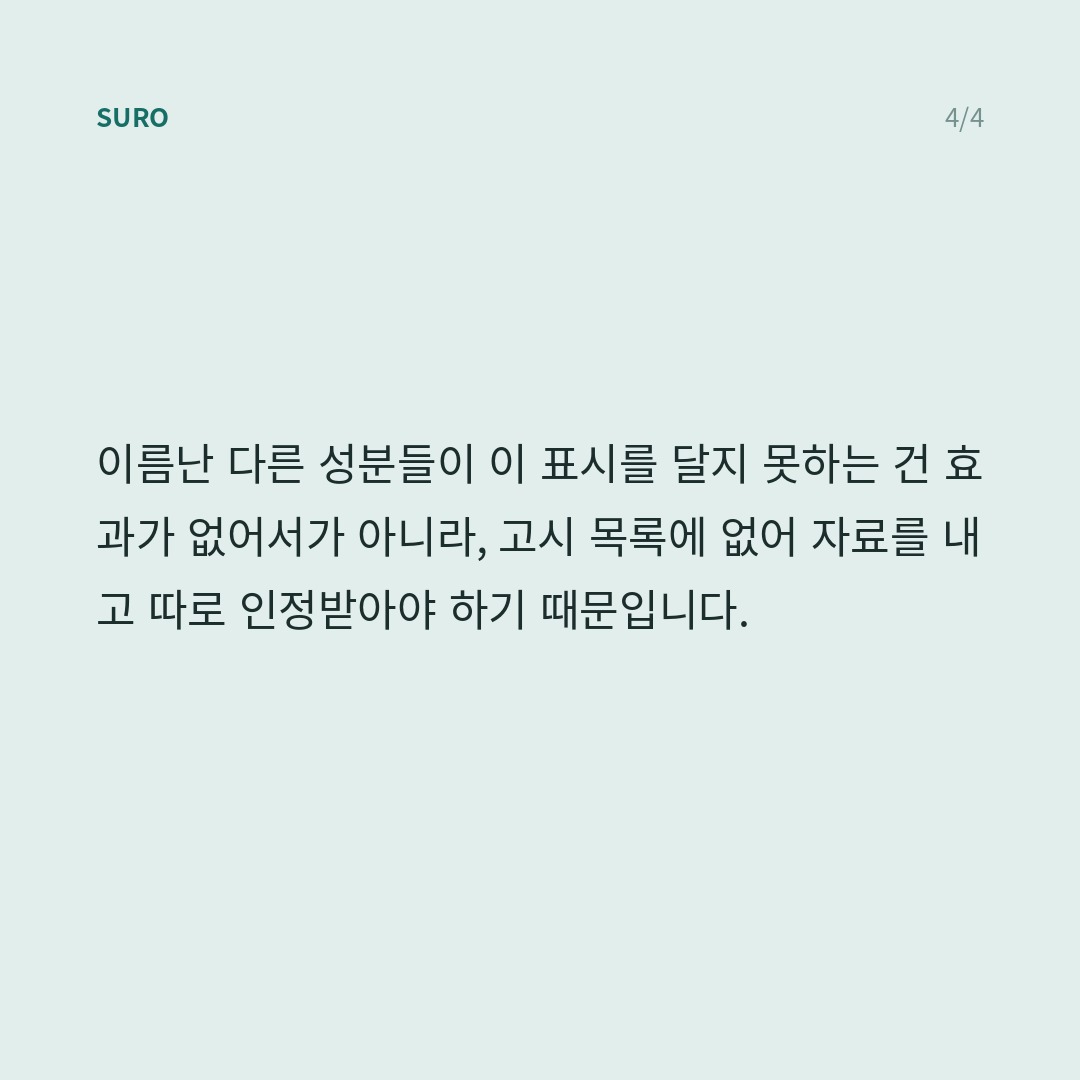 SURO
4/4
이름난 다른 성분들이 이 표시를 달지 못하는 건 효
과가 없어서가 아니라, 고시 목록에 없어 자료를 내
고 따로 인정받아야 하기 때문입니다.